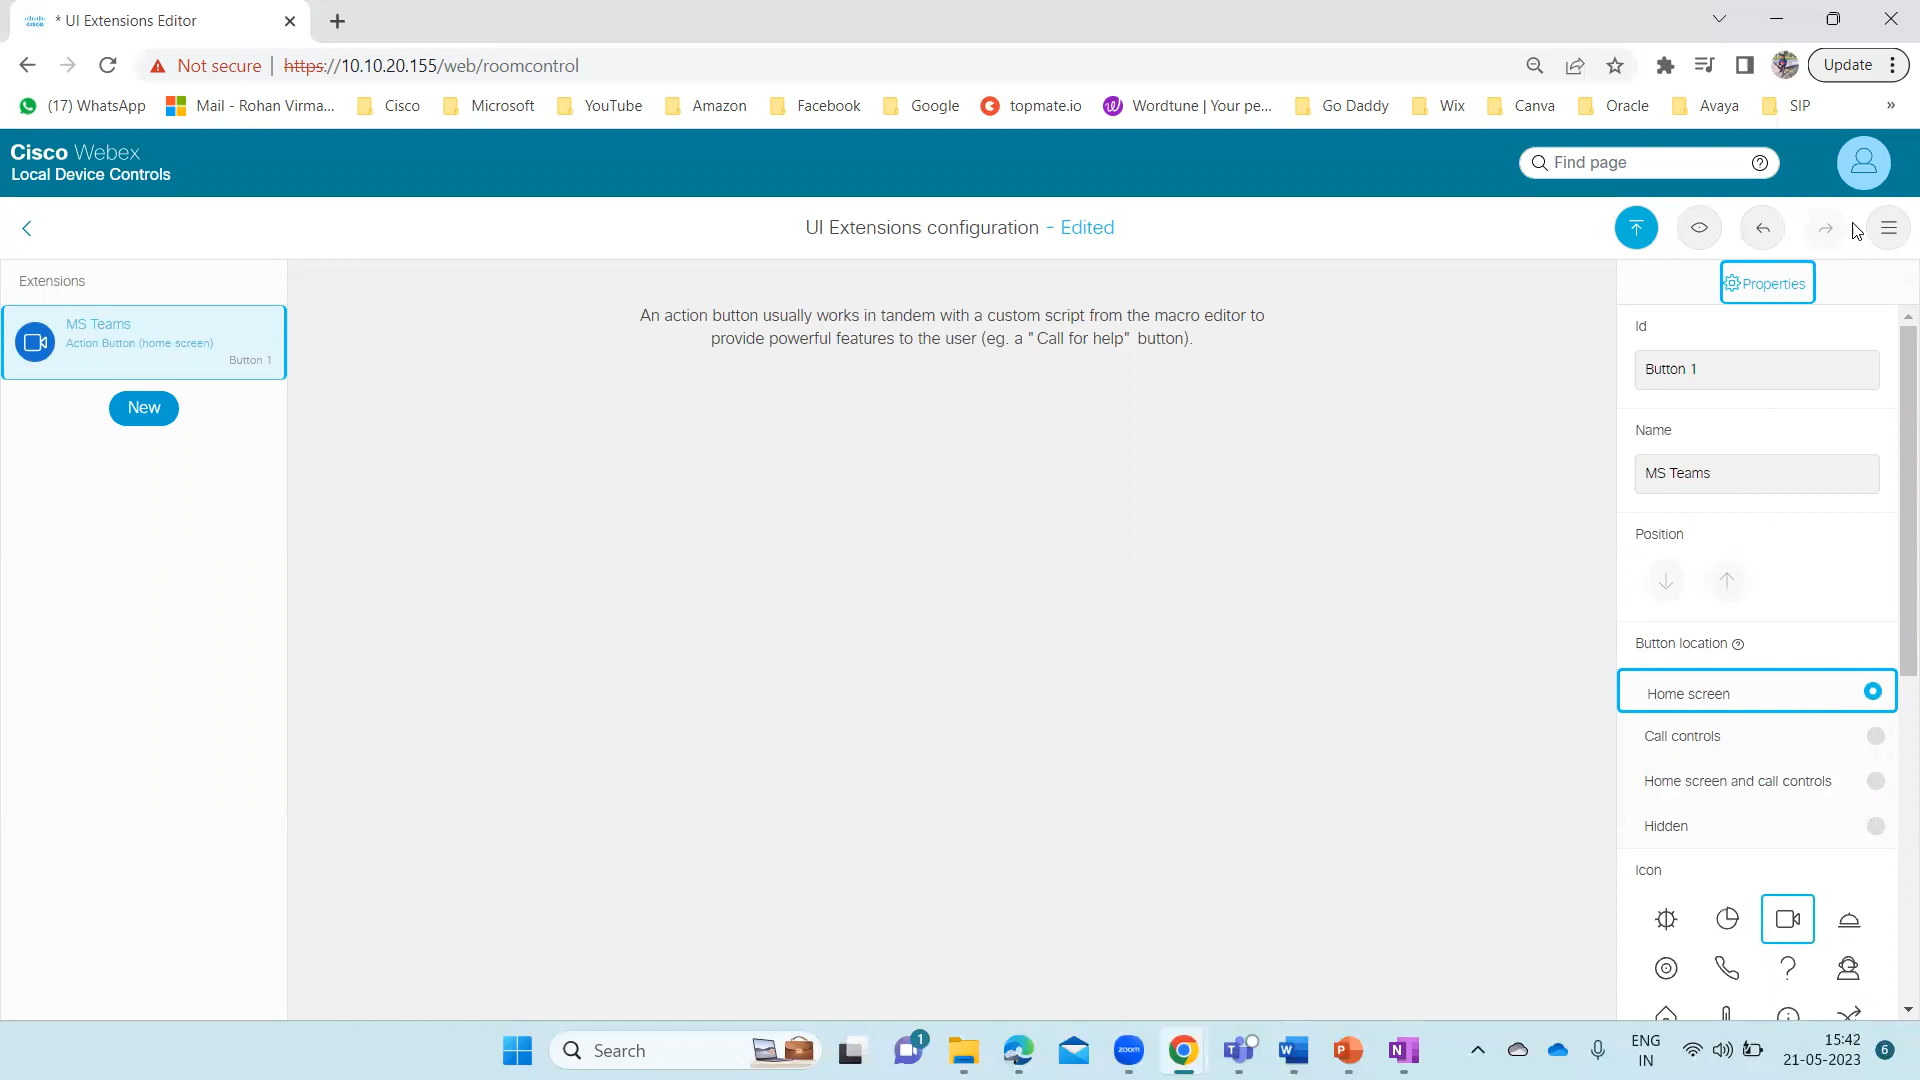 * UI Extensions Editor
Not secure
https://10.10.20.155/web/roomcontrol
Update
(17) WhatsApp
Mail - Rohan Virma...
Cisco
Microsoft
YouTube
Amazon
Facebook
Google
topmate.io
Wordtune | Your pe...
Go Daddy
Wix
Canva
Oracle
Avaya
SIP
»
Cisco Webex
Local Device Controls
Find page
UI Extensions configuration - Edited
Extensions
MS Teams
Action Button (home screen)
Button 1
New
An action button usually works in tandem with a custom script from the macro editor to
provide powerful features to the user (eg. a "Call for help" button).
Properties
Id
Button 1
Name
MS Teams
Position
Button location
Home screen
Call controls
Home screen and call controls
Hidden
Icon
Search
1
zoom
ENG
IN
15:42
21-05-2023
6